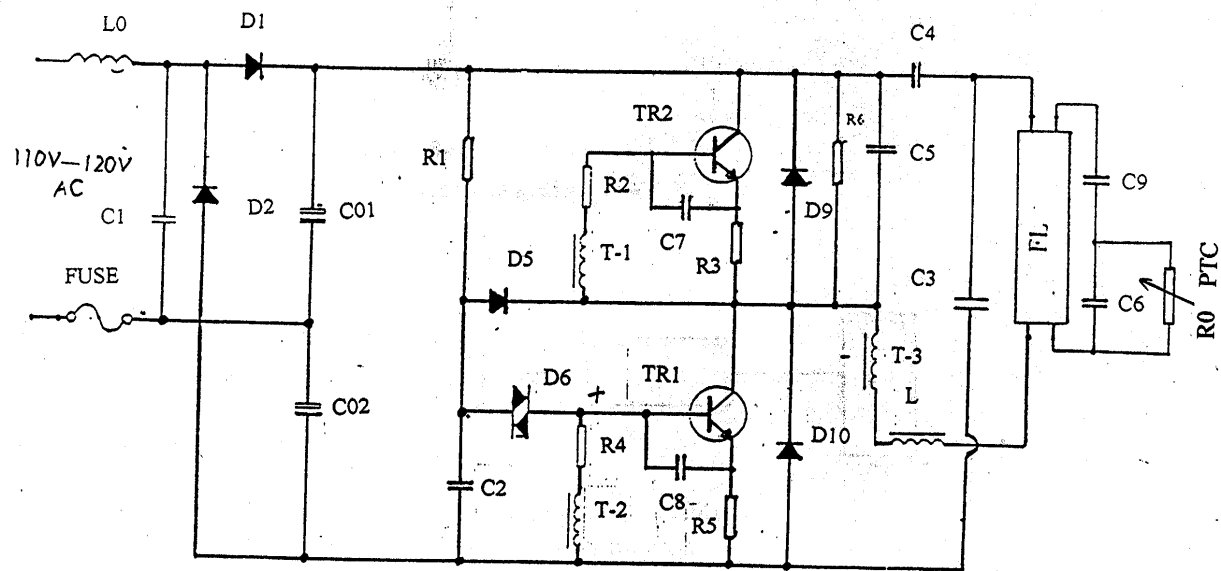 L0
D1
C4
TR2
R6
110V—120V
AC
R1
C5
R2
C9
C1
D2
C01
C7
D9
FL
T-1
R3
D5
C3
FUSE
C6
R0 PTC
T-3
D6
+
TR1
L
C02
D10
R4
C2
C8
T-2
R5